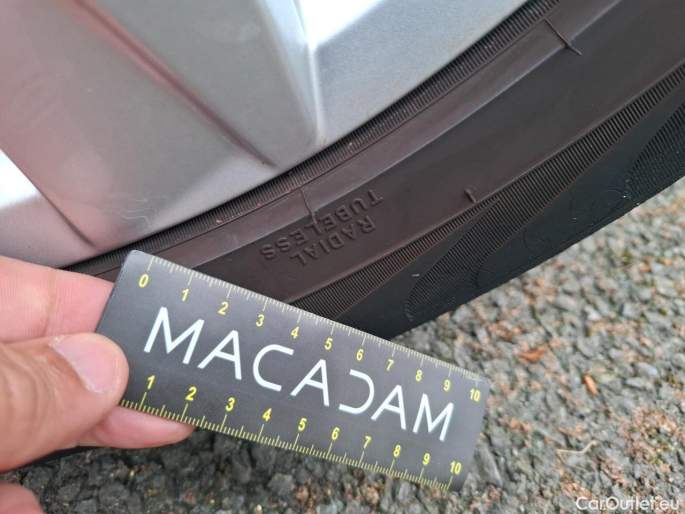 RADIAL
TUBELESS
0 1 2 3 4 5 6 7 8 9 10
MACADAM
1 2 3 4 5 6 7 8 9 10
CarOutlet.eu